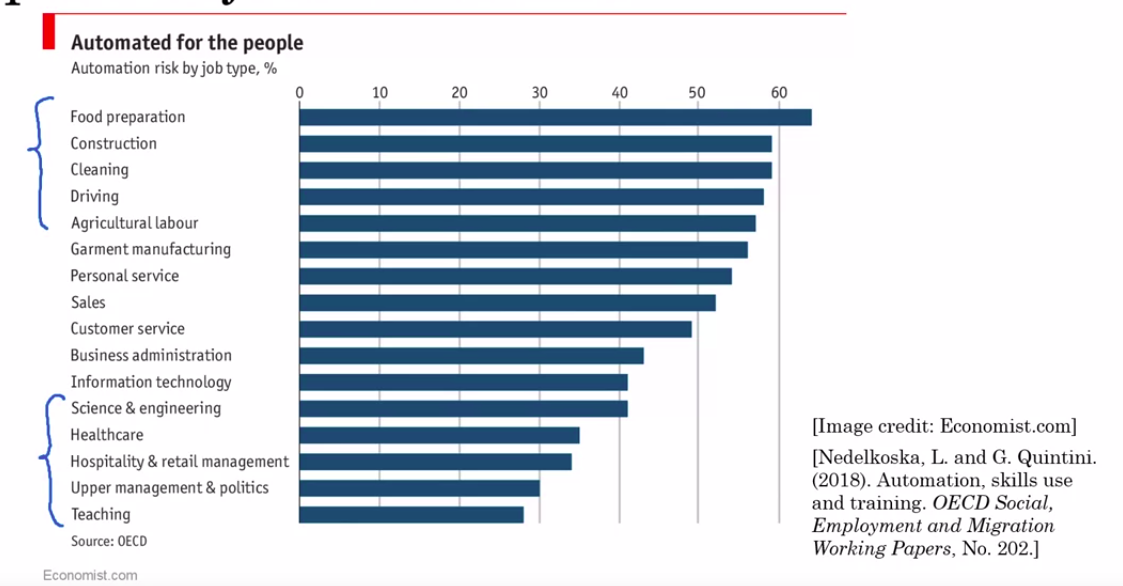 Automated for the people
Automation risk by job type, %
0 10 20 30 40 50 60
Food preparation
Construction
Cleaning
Driving
Agricultural labour
Garment manufacturing
Personal service
Sales
Customer service
Business administration
Information technology
Science & engineering
Healthcare
Hospitality & retail management
Upper management & politics
Teaching
Source: OECD
Economist.com
[Image credit: Economist.com]
[Nedelkoska, L. and G. Quintini.
(2018). Automation, skills use
and training. OECD Social,
Employment and Migration
Working Papers, No. 202.]